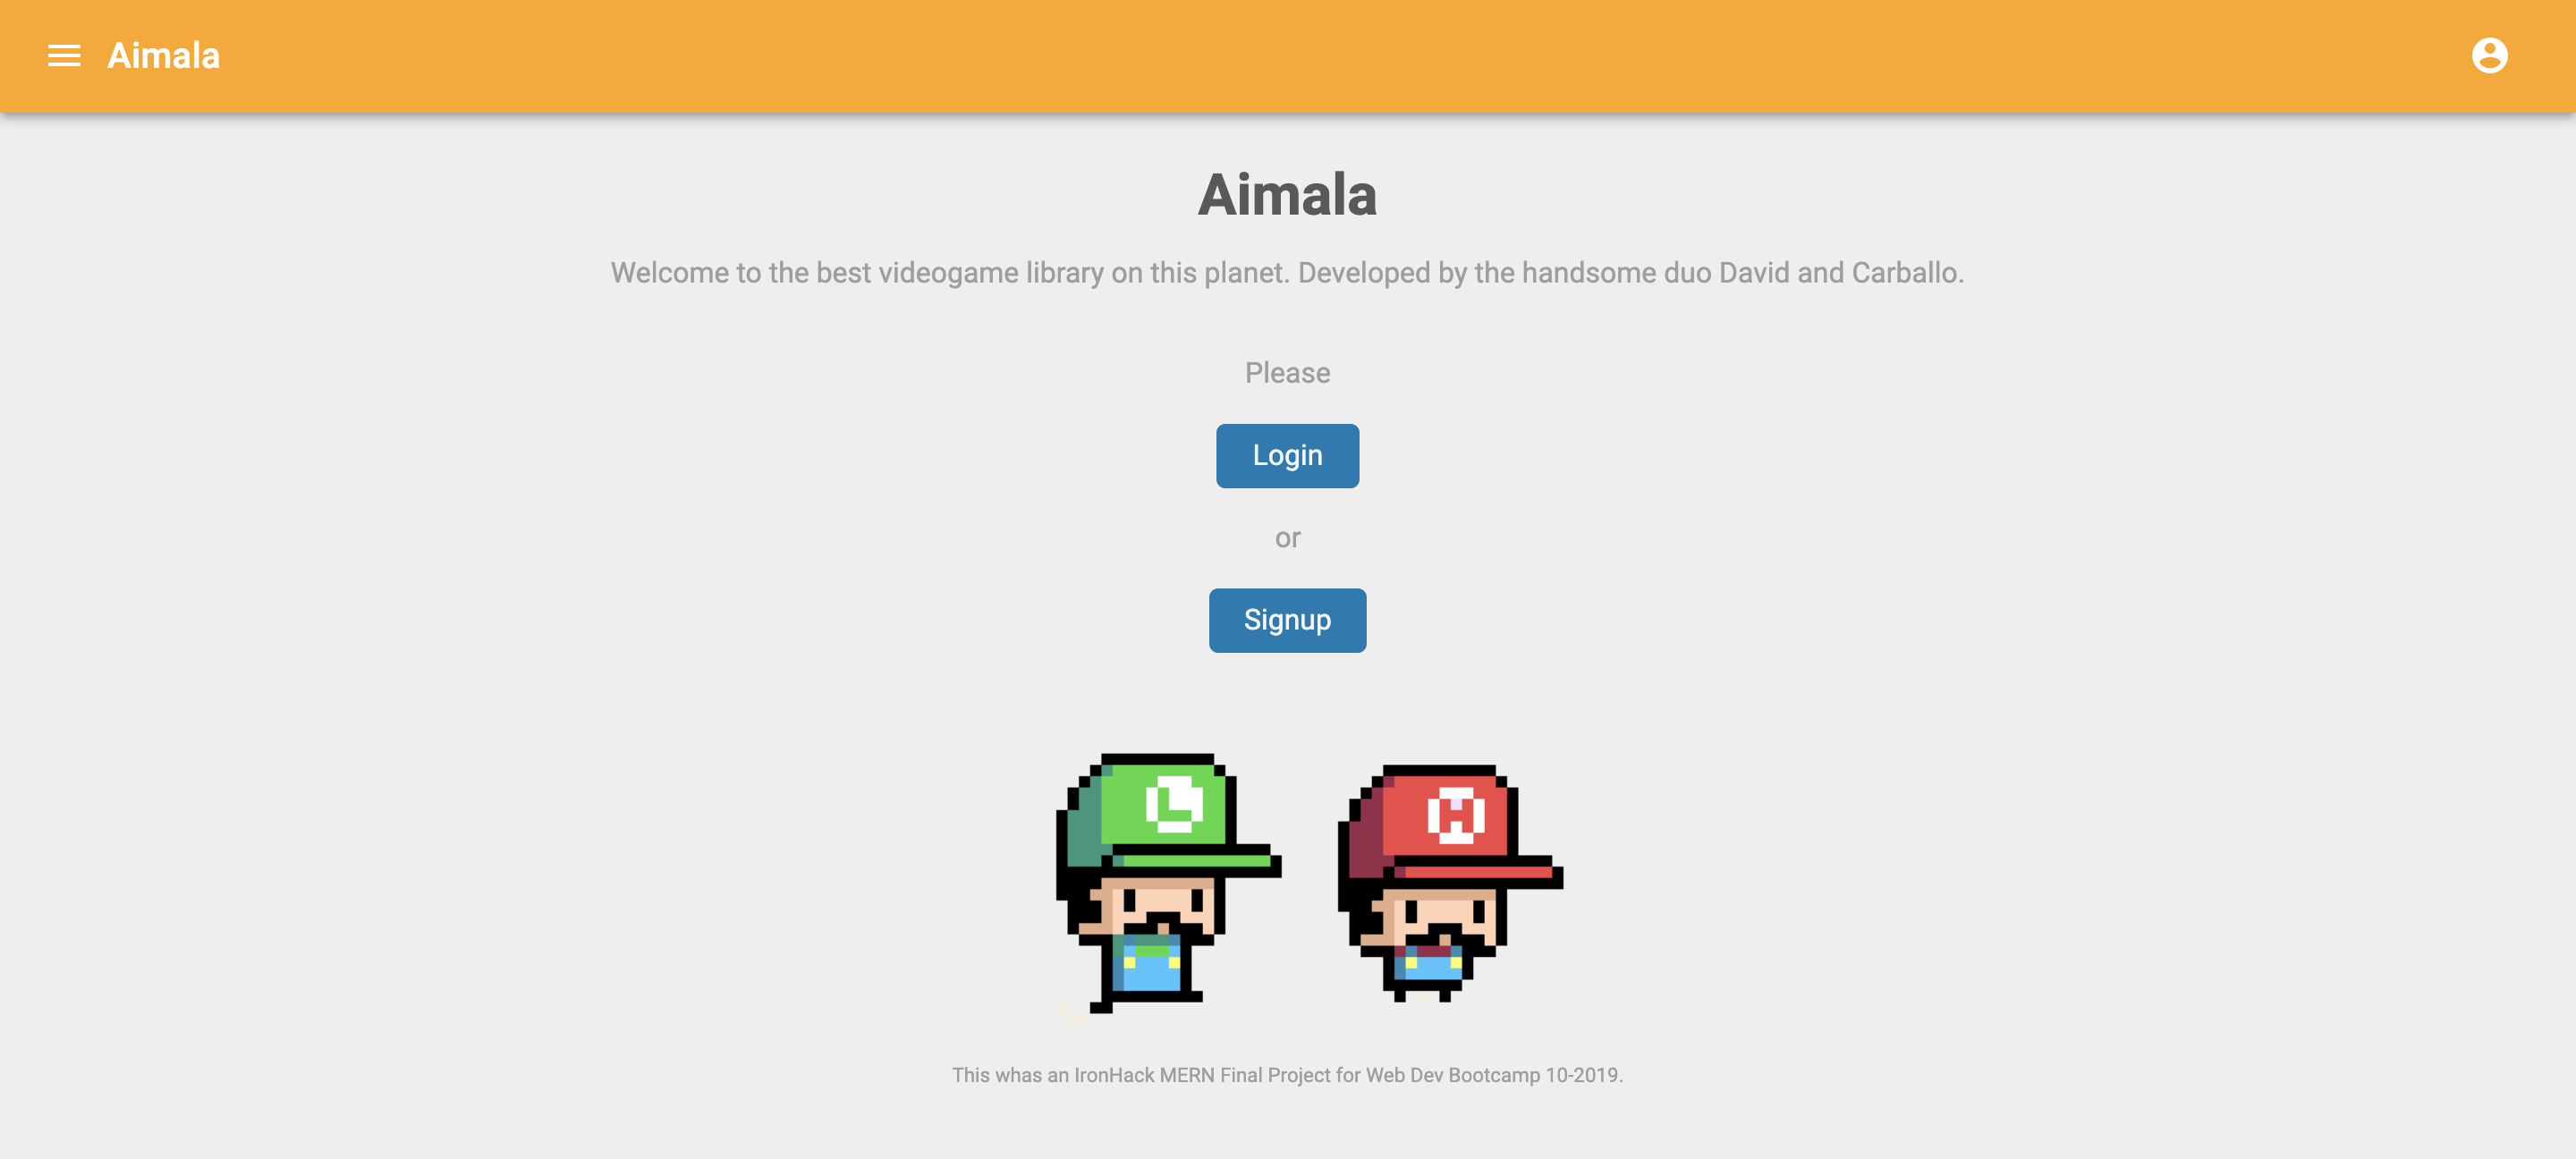 Aimala
Aimala
Welcome to the best videogame library on this planet. Developed by the handsome duo David and Carballo.
Please
Login
or
Signup
L
M
This whas an IronHack MERN Final Project for Web Dev Bootcamp 10-2019.